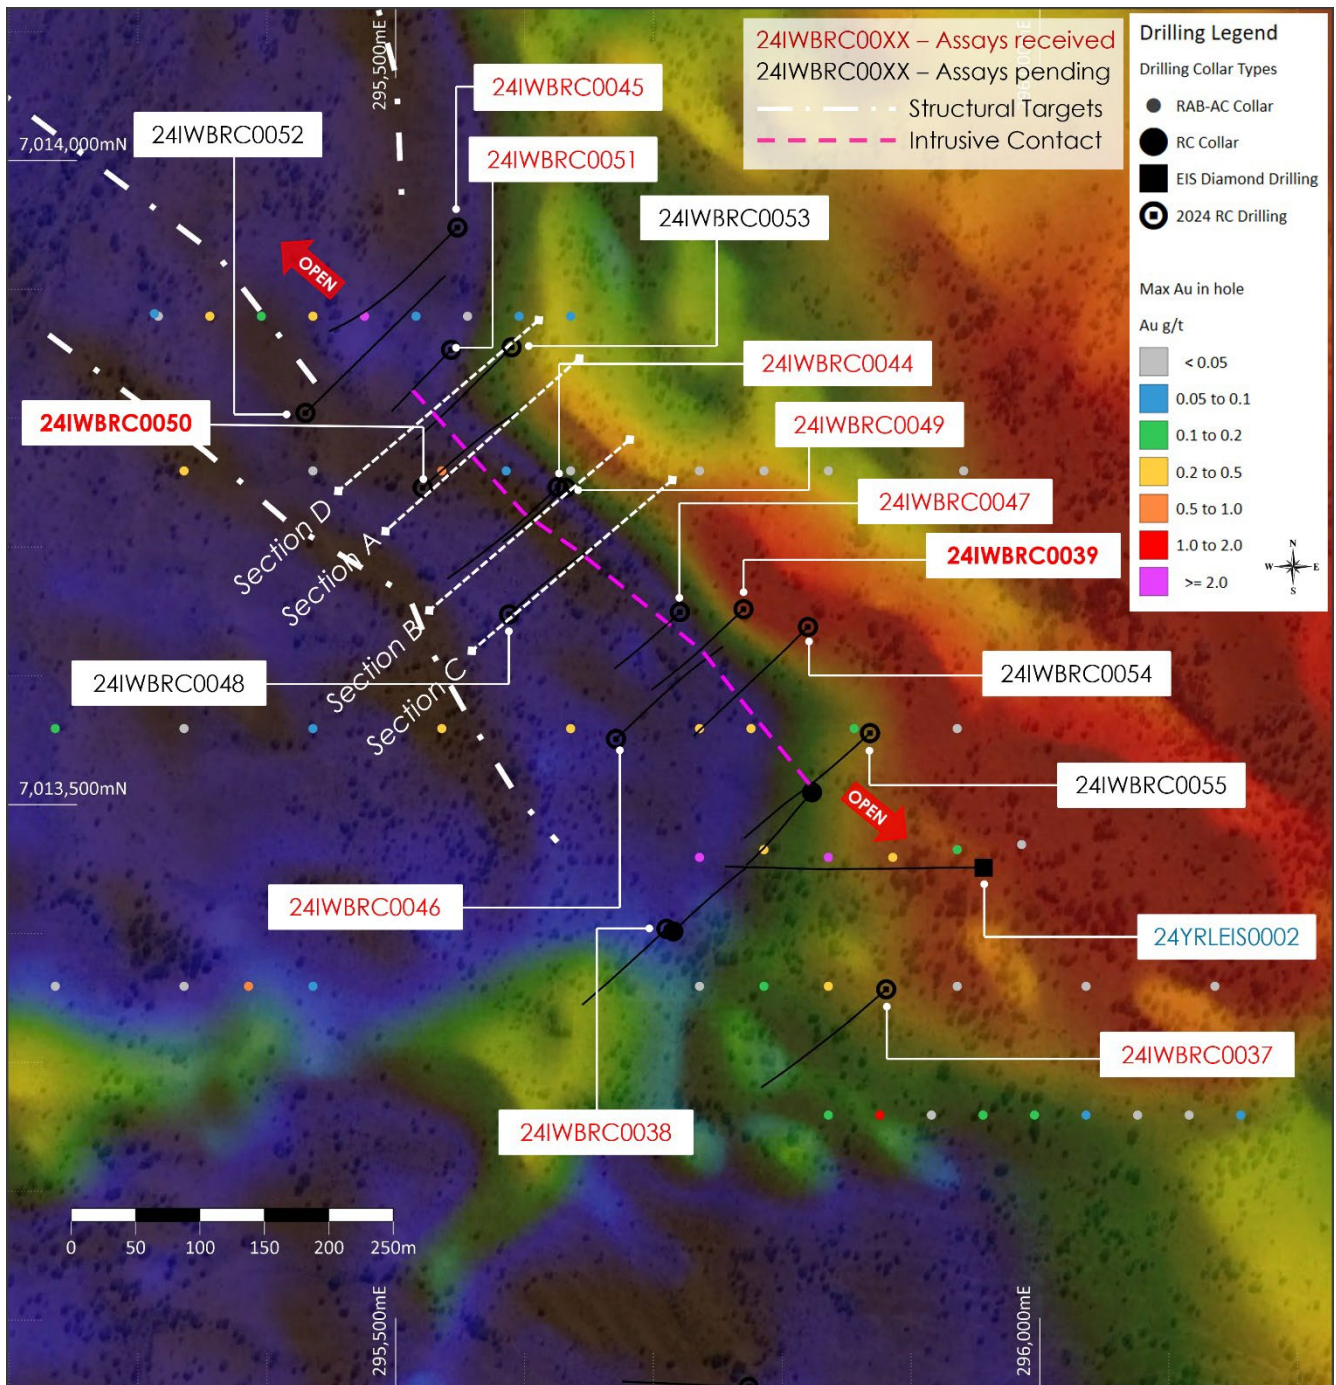 295,500mE
296,000mE
24IWBRC00XX – Assays received
24IWBRC00XX – Assays pending
Structural Targets
Intrusive Contact
Drilling Legend
Drilling Collar Types
RAB-AC Collar
RC Collar
EIS Diamond Drilling
2024 RC Drilling
Max Au in hole
Au g/t
< 0.05
0.05 to 0.1
0.1 to 0.2
0.2 to 0.5
0.5 to 1.0
1.0 to 2.0
>= 2.0
N
W
E
S
7,014,000mN
24IWBRC0045
24IWBRC0052
24IWBRC0051
24IWBRC0053
OPEN
24IWBRC0044
24IWBRC0050
24IWBRC0049
24IWBRC0047
24IWBRC0039
Section D
Section A
Section B
Section C
24IWBRC0048
24IWBRC0054
7,013,500mN
24IWBRC0055
OPEN
24IWBRC0046
24YRLEIS0002
24IWBRC0037
24IWBRC0038
0 50 100 150 200 250m
295,500mE
296,000mE